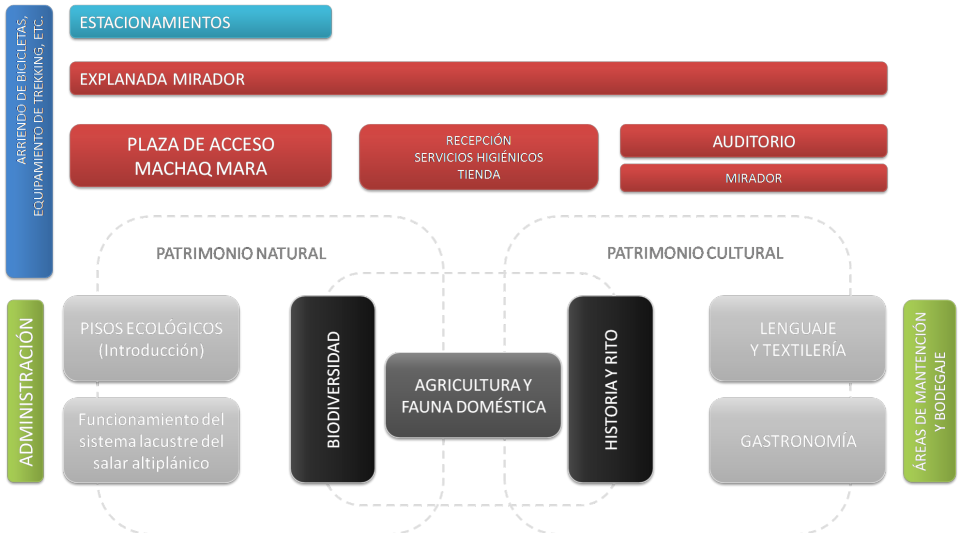 ARRIENDO DE BICICLETAS,
EQUIPAMIENTO DE TREKKING, ETC.
ESTACIONAMIENTOS
EXPLANADA MIRADOR
PLAZA DE ACCESO
MACHAQ MARA
RECEPCIÓN
SERVICIOS HIGIÉNICOS
TIENDA
AUDITORIO
MIRADOR
PATRIMONIO NATURAL
PATRIMONIO CULTURAL
ADMINISTRACIÓN
PISOS ECOLÓGICOS
(Introducción)
Funcionamiento del
sistema lacustre del
salar altiplánico
BIODIVERSIDAD
AGRICULTURA Y
FAUNA DOMÉSTICA
HISTORIA Y RITO
LENGUAJE
Y TEXTILERÍA
GASTRONOMÍA
ÁREAS DE MANTENCIÓN
Y BODEGAJE